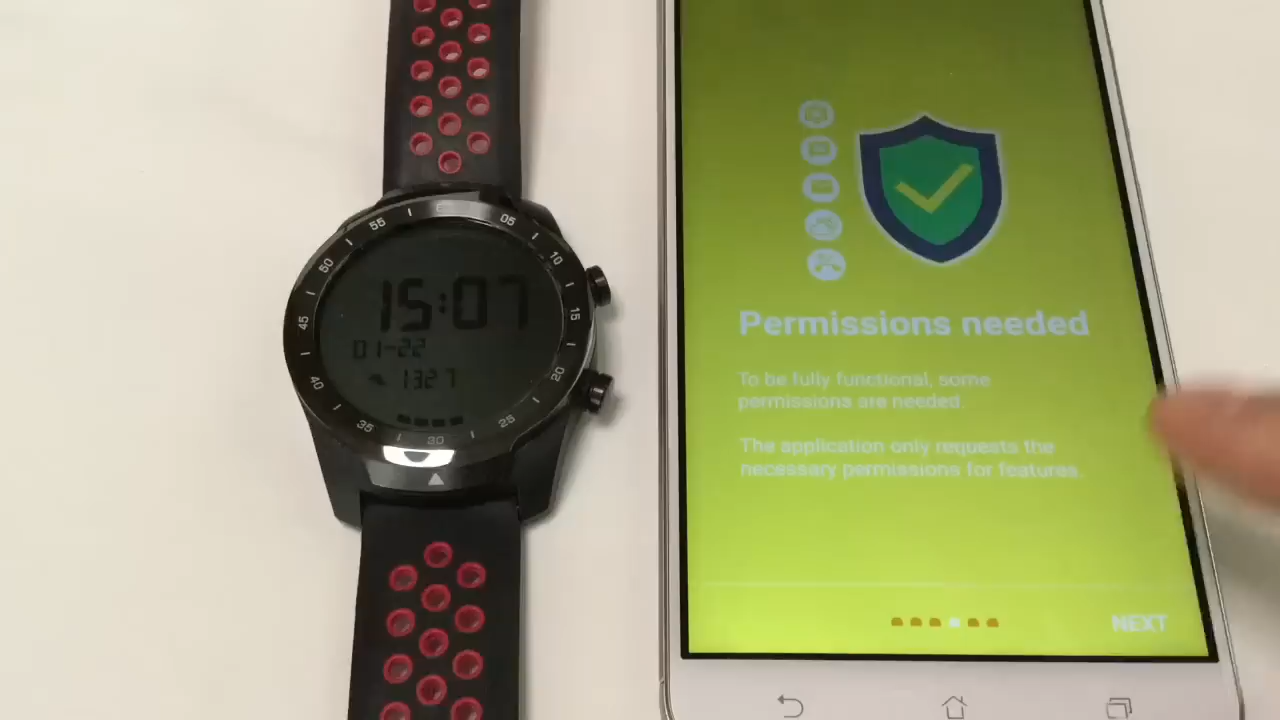 55
05
50
10
45
15
40
20
35
30
25
15:07
01-22
1327
Permissions needed
To be fully functional, some
permissions are needed.
The application only requests the
necessary permissions for features.
NEXT